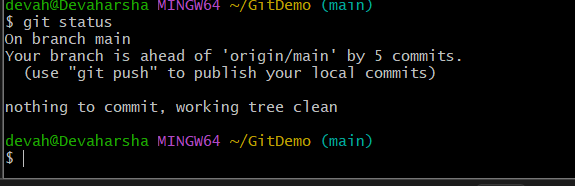 devah@Devaharsha MINGW64 ~/GitDemo (main)
$ git status
On branch main
Your branch is ahead of 'origin/main' by 5 commits.
  (use "git push" to publish your local commits)

nothing to commit, working tree clean

devah@Devaharsha MINGW64 ~/GitDemo (main)
$